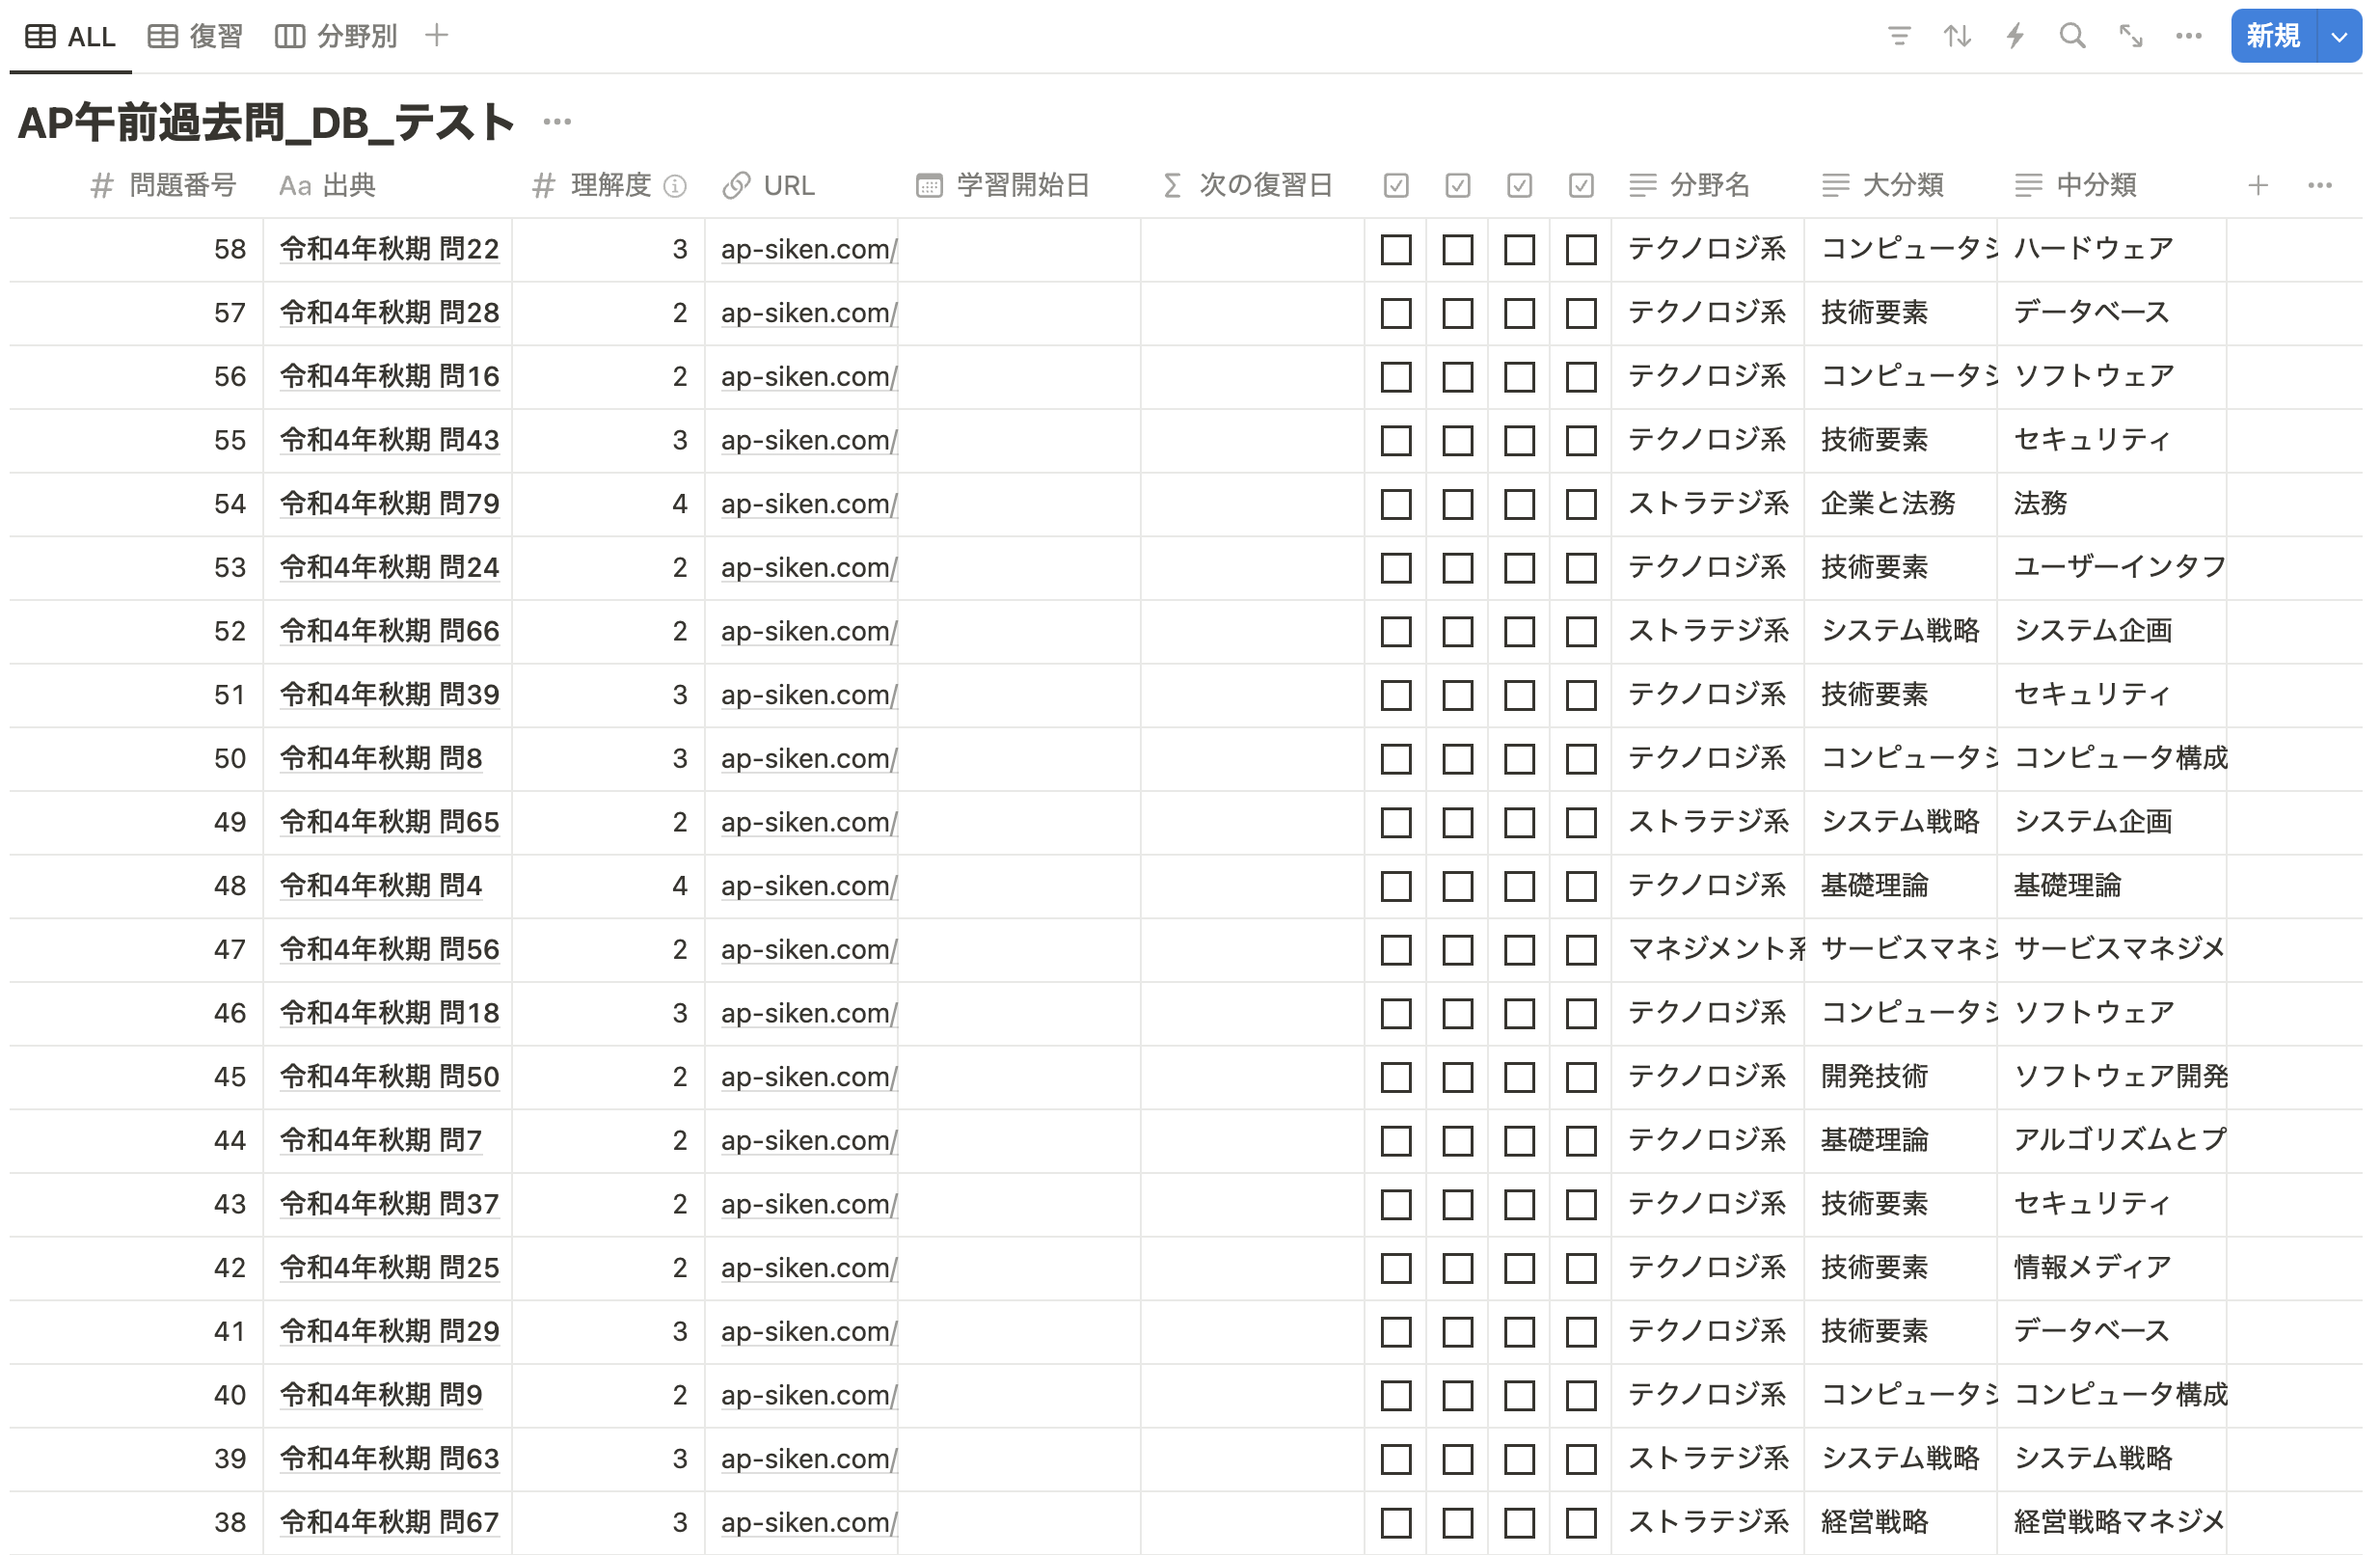 ALL 復習 分野別 新規
AP午前過去問_DB_テスト
問題番号 Aa 出典 理解度 URL 学習開始日 Σ 次の復習日 分野名 大分類 中分類
58 令和4年秋期 問22 3 ap-siken.com/ テクノロジ系 コンピュータシ ハードウェア
57 令和4年秋期 問28 2 ap-siken.com/ テクノロジ系 技術要素 データベース
56 令和4年秋期 問16 2 ap-siken.com/ テクノロジ系 コンピュータシ ソフトウェア
55 令和4年秋期 問43 3 ap-siken.com/ テクノロジ系 技術要素 セキュリティ
54 令和4年秋期 問79 4 ap-siken.com/ ストラテジ系 企業と法務 法務
53 令和4年秋期 問24 2 ap-siken.com/ テクノロジ系 技術要素 ユーザーインタフ
52 令和4年秋期 問66 2 ap-siken.com/ ストラテジ系 システム戦略 システム企画
51 令和4年秋期 問39 3 ap-siken.com/ テクノロジ系 技術要素 セキュリティ
50 令和4年秋期 問8 3 ap-siken.com/ テクノロジ系 コンピュータシ コンピュータ構成
49 令和4年秋期 問65 2 ap-siken.com/ ストラテジ系 システム戦略 システム企画
48 令和4年秋期 問4 4 ap-siken.com/ テクノロジ系 基礎理論 基礎理論
47 令和4年秋期 問56 2 ap-siken.com/ マネジメント系 サービスマネジ サービスマネジメ
46 令和4年秋期 問18 3 ap-siken.com/ テクノロジ系 コンピュータシ ソフトウェア
45 令和4年秋期 問50 2 ap-siken.com/ テクノロジ系 開発技術 ソフトウェア開発
44 令和4年秋期 問7 2 ap-siken.com/ テクノロジ系 基礎理論 アルゴリズムとプ
43 令和4年秋期 問37 2 ap-siken.com/ テクノロジ系 技術要素 セキュリティ
42 令和4年秋期 問25 2 ap-siken.com/ テクノロジ系 技術要素 情報メディア
41 令和4年秋期 問29 3 ap-siken.com/ テクノロジ系 技術要素 データベース
40 令和4年秋期 問9 2 ap-siken.com/ テクノロジ系 コンピュータシ コンピュータ構成
39 令和4年秋期 問63 3 ap-siken.com/ ストラテジ系 システム戦略 システム戦略
38 令和4年秋期 問67 3 ap-siken.com/ ストラテジ系 経営戦略 経営戦略マネジメ